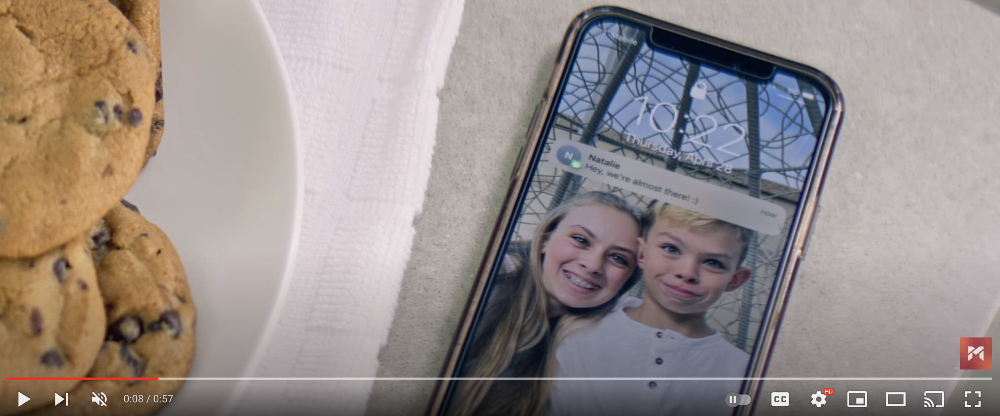 Mobile
5G
10:22
Thursday, April 28
N
Natalie
Hey, we're almost there! :)
now
M
0:08 / 0:57
CC
HD